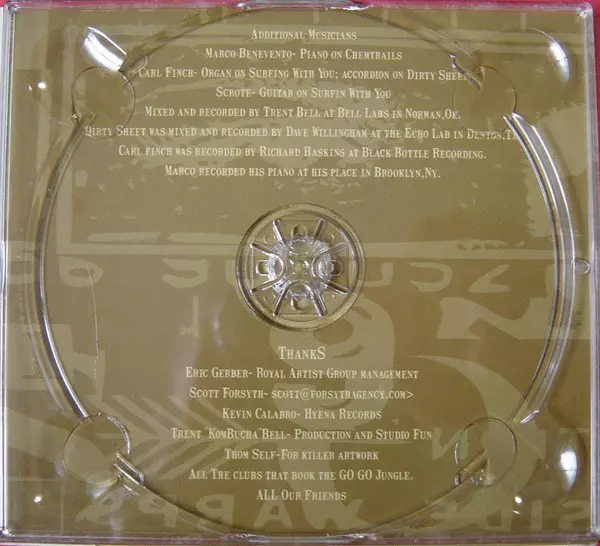 Additional Musicians
Marco Benevento- Piano on Chemtrails
Carl Finch- Organ on Surfing With You; accordion on Dirty Sheet
Scrote- Guitar on Surfin With You
Mixed and recorded by Trent Bell at Bell Labs in Norman,Ok.
Dirty Sheet was mixed and recorded by Dave Willingham at the Echo Lab in Denton,
Carl finch was recorded by Richard Haskins at Black Bottle Recording.
Marco recorded his piano at his place in Brooklyn,Ny.
ThankS
Eric Gerber- Royal Artist Group management
Scott Forsyth- scott@forsythagency.com>
Kevin Calabro- Hyena Records
Trent "KomBucha" Bell- Production and Studio Fun
Thom Self-For killer artwork
All The clubs that book the GO GO Jungle.
ALL Our Friends